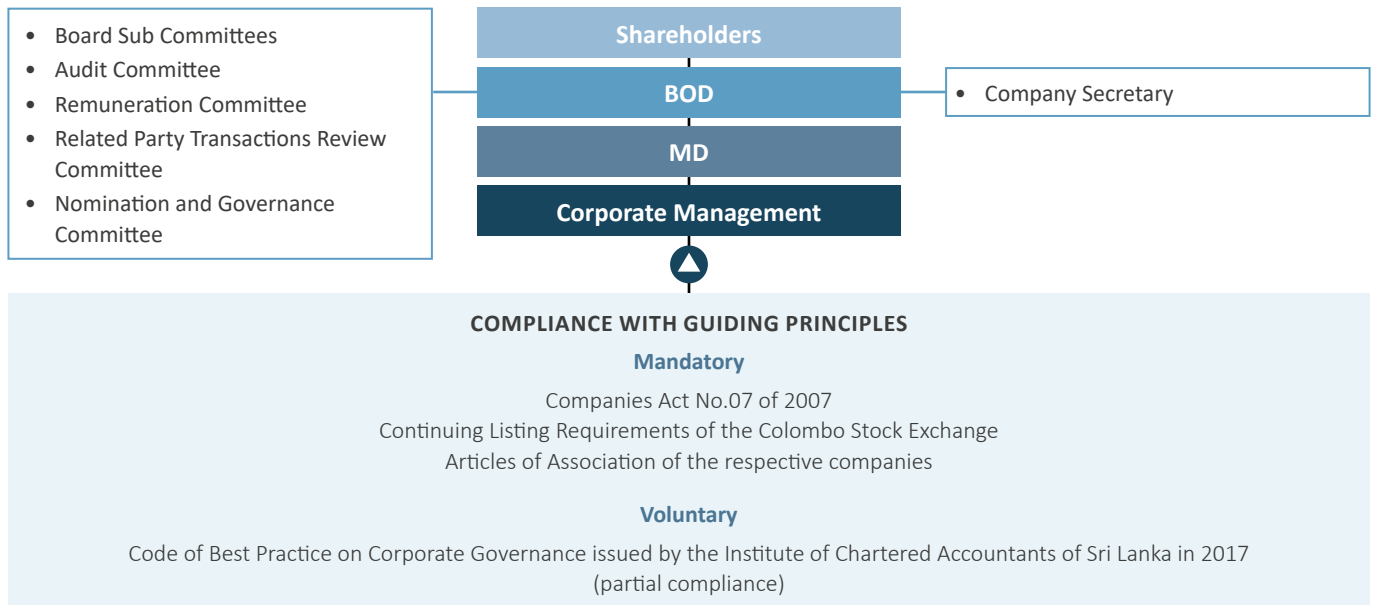 • Board Sub Committees
• Audit Committee
• Remuneration Committee
• Related Party Transactions Review
Committee
• Nomination and Governance
Committee
Shareholders
BOD
MD
Corporate Management
• Company Secretary
COMPLIANCE WITH GUIDING PRINCIPLES
Mandatory
Companies Act No.07 of 2007
Continuing Listing Requirements of the Colombo Stock Exchange
Articles of Association of the respective companies
Voluntary
Code of Best Practice on Corporate Governance issued by the Institute of Chartered Accountants of Sri Lanka in 2017
(partial compliance)